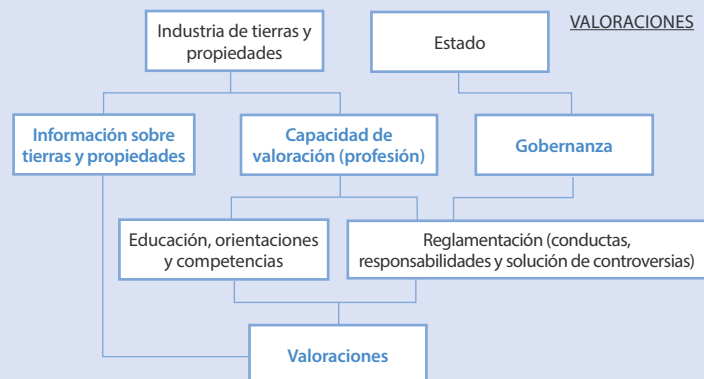 VALORACIONES
Industria de tierras y
propiedades
Estado
Información sobre
tierras y propiedades
Capacidad de
valoración (profesión)
Gobernanza
Educación, orientaciones
y competencias
Reglamentación (conductas,
responsabilidades y solución de controversias)
Valoraciones